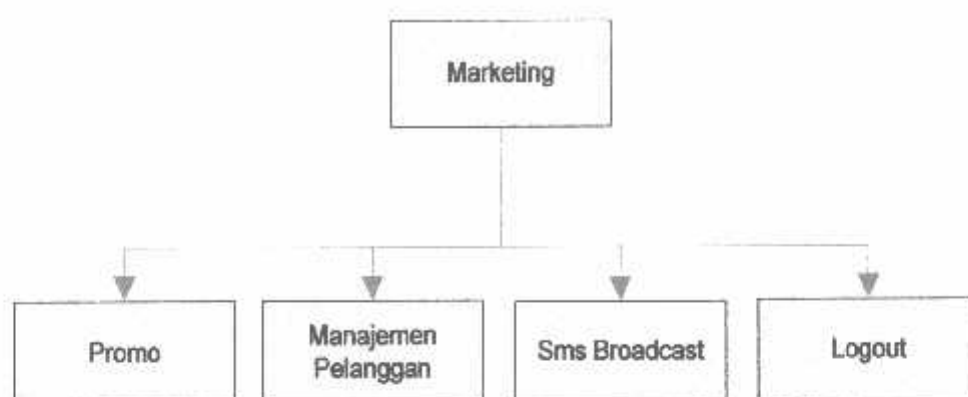 Marketing
Promo
Manajemen
Pelanggan
Sms Broadcast
Logout